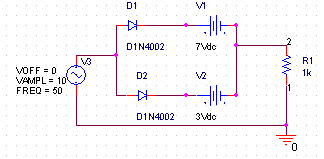 D1
V1
D1N4002
7Vdc
2
R1
1k
1
V3
VOFF = 0
VAMPL = 10
FREQ = 50
D2
V2
D1N4002
3Vdc
0